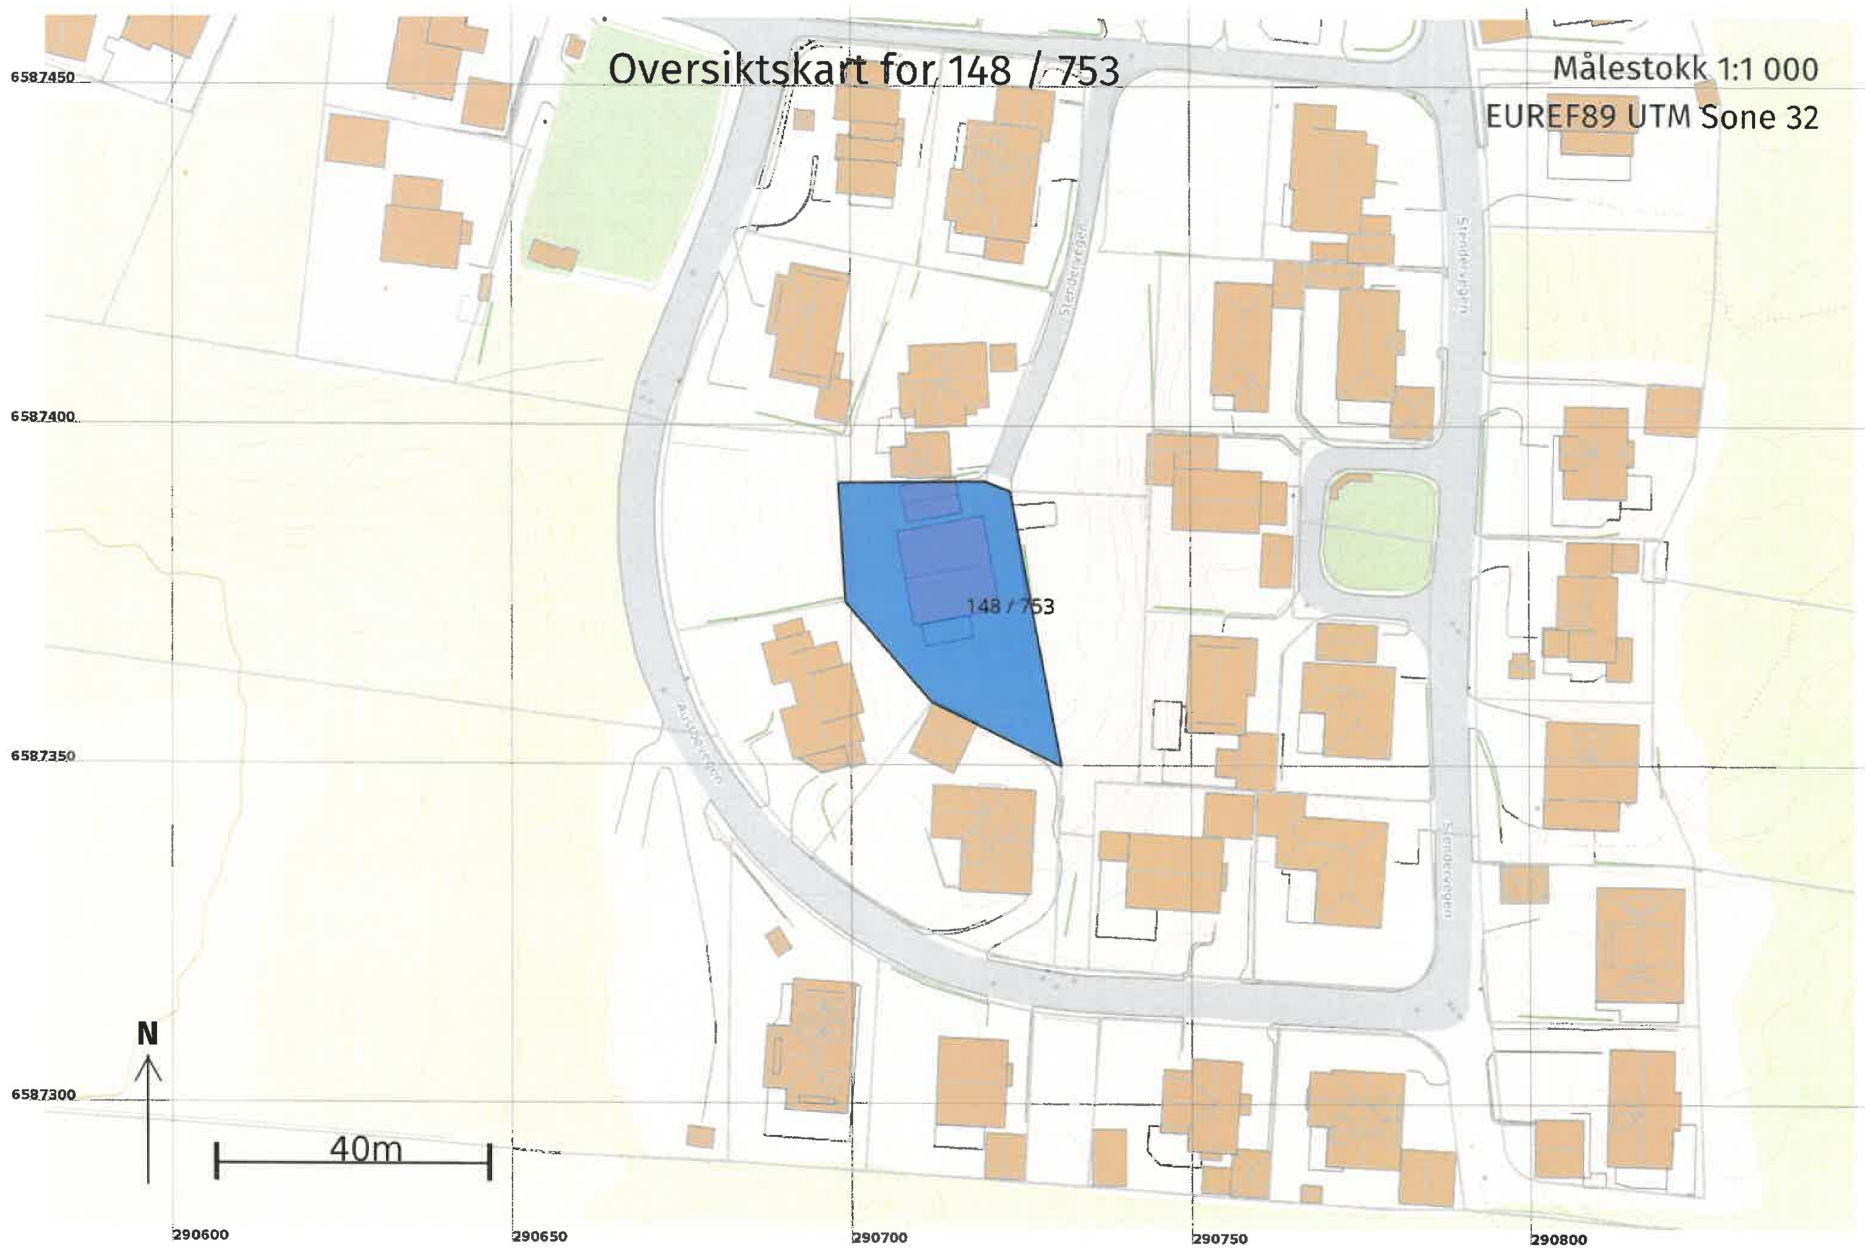 Oversiktskart for 148 / 753
Målestokk 1:1 000
EUREF89 UTM Sone 32
6587450
6587400
6587350
6587300
Stendervegen
Stendervegen
Stendervegen
148 / 753
N
40m
290600
290650
290700
290750
290800